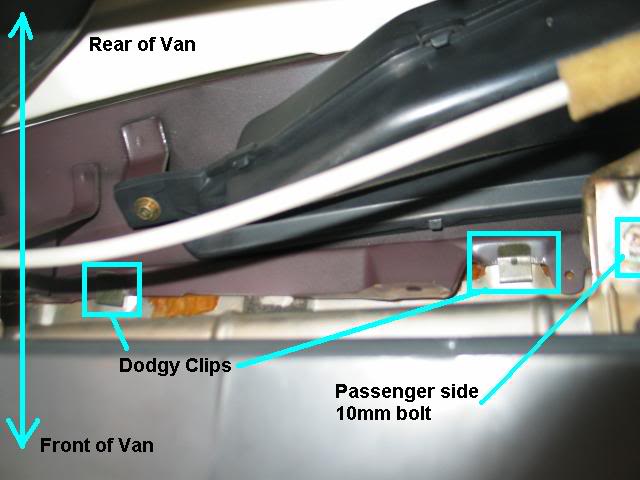 Rear of Van
Dodgy Clips
Passenger side
10mm bolt
Front of Van